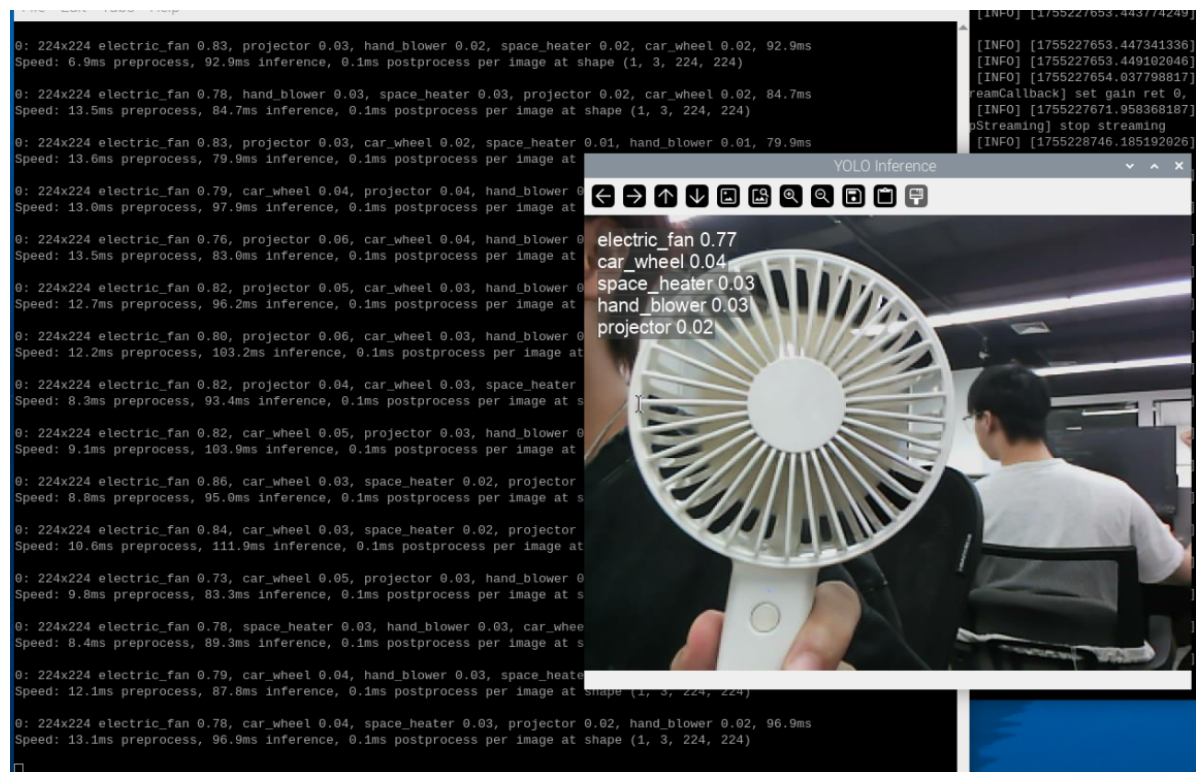 0: 224x224 electric_fan 0.83, projector 0.03, hand_blower 0.02, space_heater 0.02, car_wheel 0.02, 92.9ms
Speed: 6.9ms preprocess, 92.9ms inference, 0.1ms postprocess per image at shape (1, 3, 224, 224)
0: 224x224 electric_fan 0.78, hand_blower 0.03, space_heater 0.03, projector 0.02, car_wheel 0.02, 84.7ms
Speed: 13.5ms preprocess, 84.7ms inference, 0.1ms postprocess per image at shape (1, 3, 224, 224)
0: 224x224 electric_fan 0.83, projector 0.03, car_wheel 0.02, space_heater 0.01, hand_blower 0.01, 79.9ms
Speed: 13.6ms preprocess, 79.9ms inference, 0.1ms postprocess per image at
0: 224x224 electric_fan 0.79, car_wheel 0.04, projector 0.04, hand_blower 0
Speed: 13.0ms preprocess, 97.9ms inference, 0.1ms postprocess per image at
0: 224x224 electric_fan 0.76, projector 0.06, car_wheel 0.04, hand_blower 0
Speed: 13.5ms preprocess, 83.0ms inference, 0.1ms postprocess per image at
0: 224x224 electric_fan 0.82, projector 0.05, car_wheel 0.03, hand_blower 0
Speed: 12.7ms preprocess, 96.2ms inference, 0.1ms postprocess per image at
0: 224x224 electric_fan 0.80, projector 0.06, car_wheel 0.03, hand_blower 0
Speed: 12.2ms preprocess, 103.2ms inference, 0.1ms postprocess per image at
0: 224x224 electric_fan 0.82, projector 0.04, car_wheel 0.03, space_heater
Speed: 8.3ms preprocess, 93.4ms inference, 0.1ms postprocess per image at s
0: 224x224 electric_fan 0.82, car_wheel 0.05, projector 0.03, hand_blower 0
Speed: 9.1ms preprocess, 103.9ms inference, 0.1ms postprocess per image at
0: 224x224 electric_fan 0.86, car_wheel 0.03, space_heater 0.02, projector
Speed: 8.8ms preprocess, 95.0ms inference, 0.1ms postprocess per image at s
0: 224x224 electric_fan 0.84, car_wheel 0.03, space_heater 0.02, projector
Speed: 10.6ms preprocess, 111.9ms inference, 0.1ms postprocess per image at
0: 224x224 electric_fan 0.73, car_wheel 0.05, projector 0.03, hand_blower 0
Speed: 9.8ms preprocess, 83.3ms inference, 0.1ms postprocess per image at s
0: 224x224 electric_fan 0.78, space_heater 0.03, hand_blower 0.03, car_whee
Speed: 8.4ms preprocess, 89.3ms inference, 0.1ms postprocess per image at s
0: 224x224 electric_fan 0.79, car_wheel 0.04, hand_blower 0.03, space_heate
Speed: 12.1ms preprocess, 87.8ms inference, 0.1ms postprocess per image at shape (1, 3, 224, 224)
0: 224x224 electric_fan 0.78, car_wheel 0.04, space_heater 0.03, projector 0.02, hand_blower 0.02, 96.9ms
Speed: 13.1ms preprocess, 96.9ms inference, 0.1ms postprocess per image at shape (1, 3, 224, 224)
[INFO] [1755227653.443774249]
[INFO] [1755227653.447341336]
[INFO] [1755227653.449102046]
[INFO] [1755227654.037798817]
reamCallback] set gain ret 0,
[INFO] [1755227671.958368187]
pStreaming] stop streaming
[INFO] [1755228746.185192026]
YOLO Inference
electric_fan 0.77
car_wheel 0.04
space_heater 0.03
hand_blower 0.03
projector 0.02